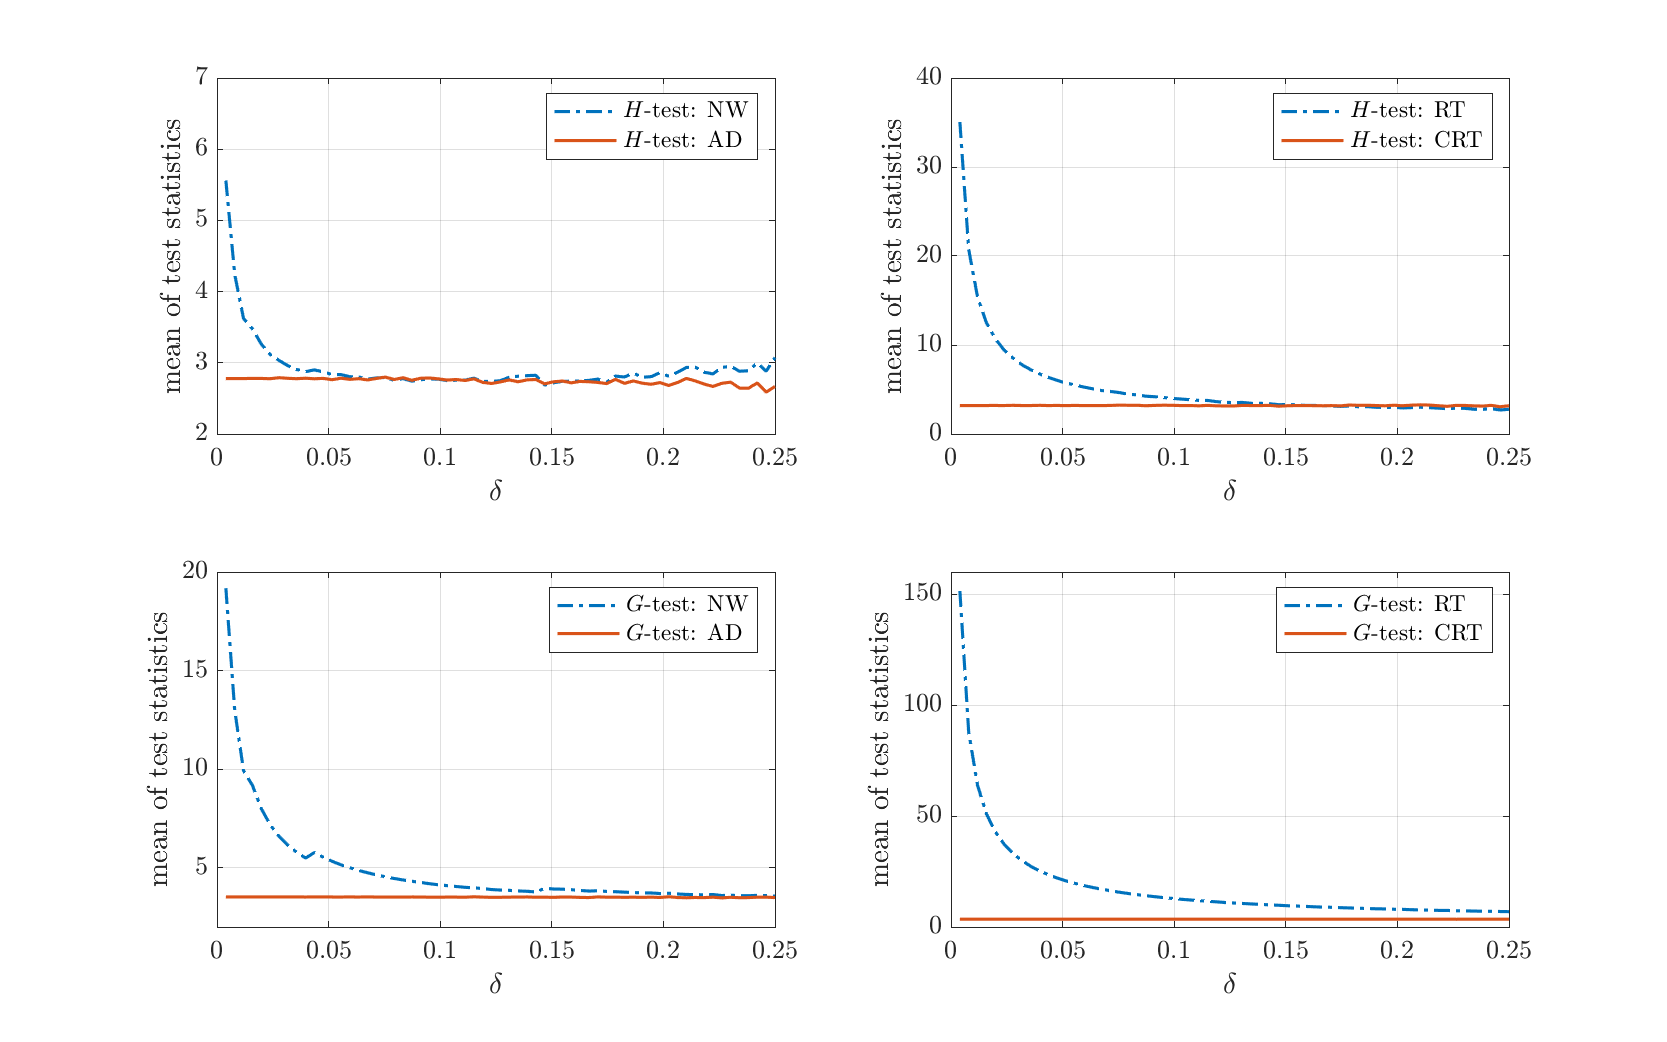 7
6
5
4
3
2
0
0.05
0.1
0.15
0.2
0.25
mean of test statistics
δ
H-test: NW
H-test: AD
40
30
20
10
0
0
0.05
0.1
0.15
0.2
0.25
mean of test statistics
δ
H-test: RT
H-test: CRT
20
15
10
5
0
0.05
0.1
0.15
0.2
0.25
mean of test statistics
δ
G-test: NW
G-test: AD
150
100
50
0
0
0.05
0.1
0.15
0.2
0.25
mean of test statistics
δ
G-test: RT
G-test: CRT